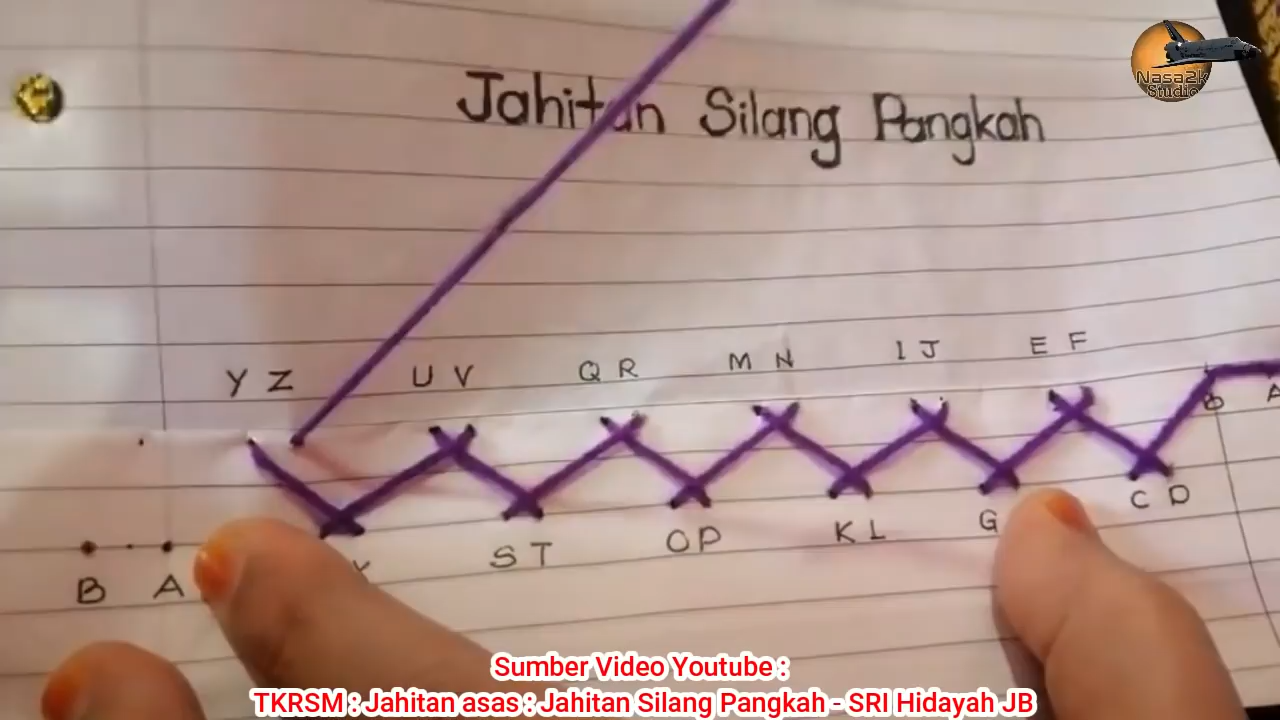 Nasa2k
Studio
Jahitan Silang Pangkah
Y Z U V Q R M N I J E F
B A S T O P K L G C D
Sumber Video Youtube :
TKRSM : Jahitan asas : Jahitan Silang Pangkah - SRI Hidayah JB